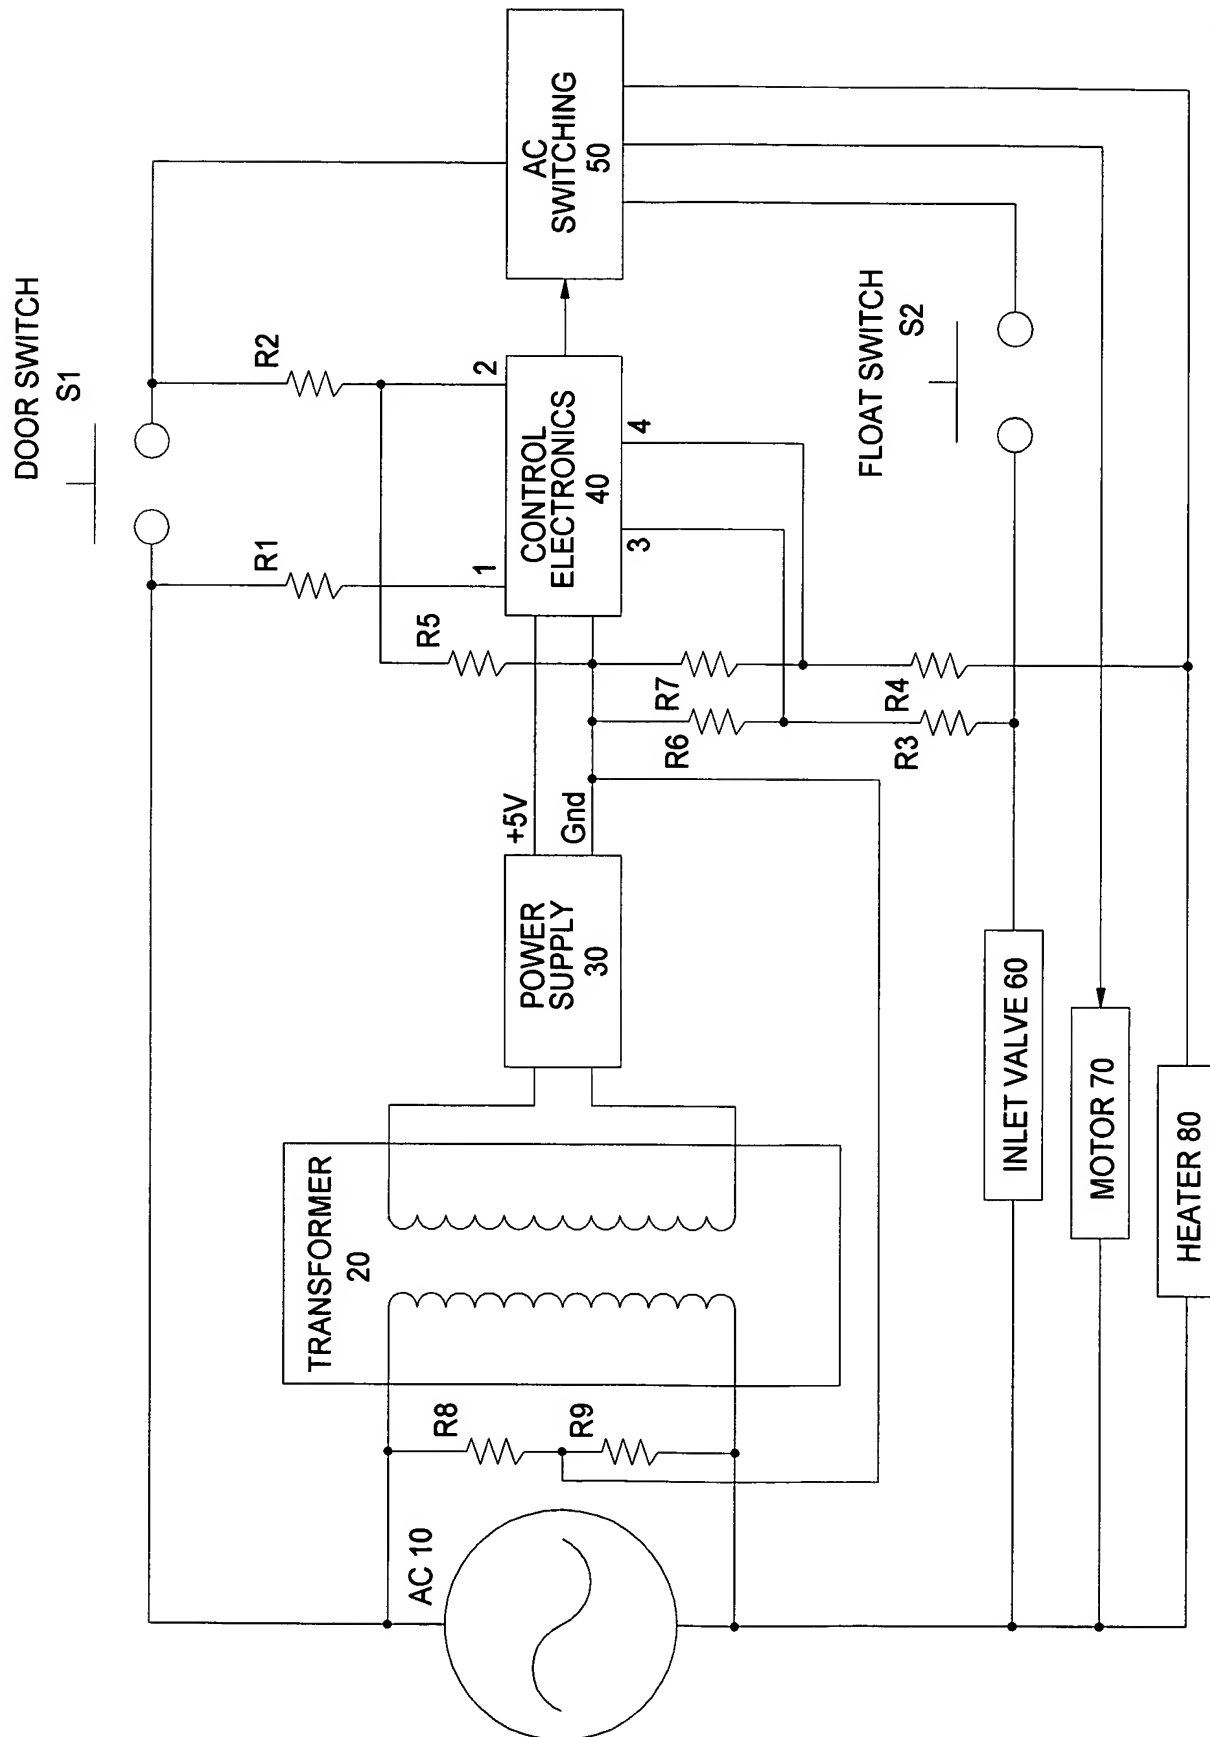 DOOR SWITCH
S1
R1
R2
AC 10
R8
R9
TRANSFORMER
20
POWER
SUPPLY
30
+5V
Gnd
R5
1
2
CONTROL
ELECTRONICS
40
3
4
AC
SWITCHING
50
R6
R7
R3
R4
FLOAT SWITCH
S2
INLET VALVE 60
MOTOR 70
HEATER 80